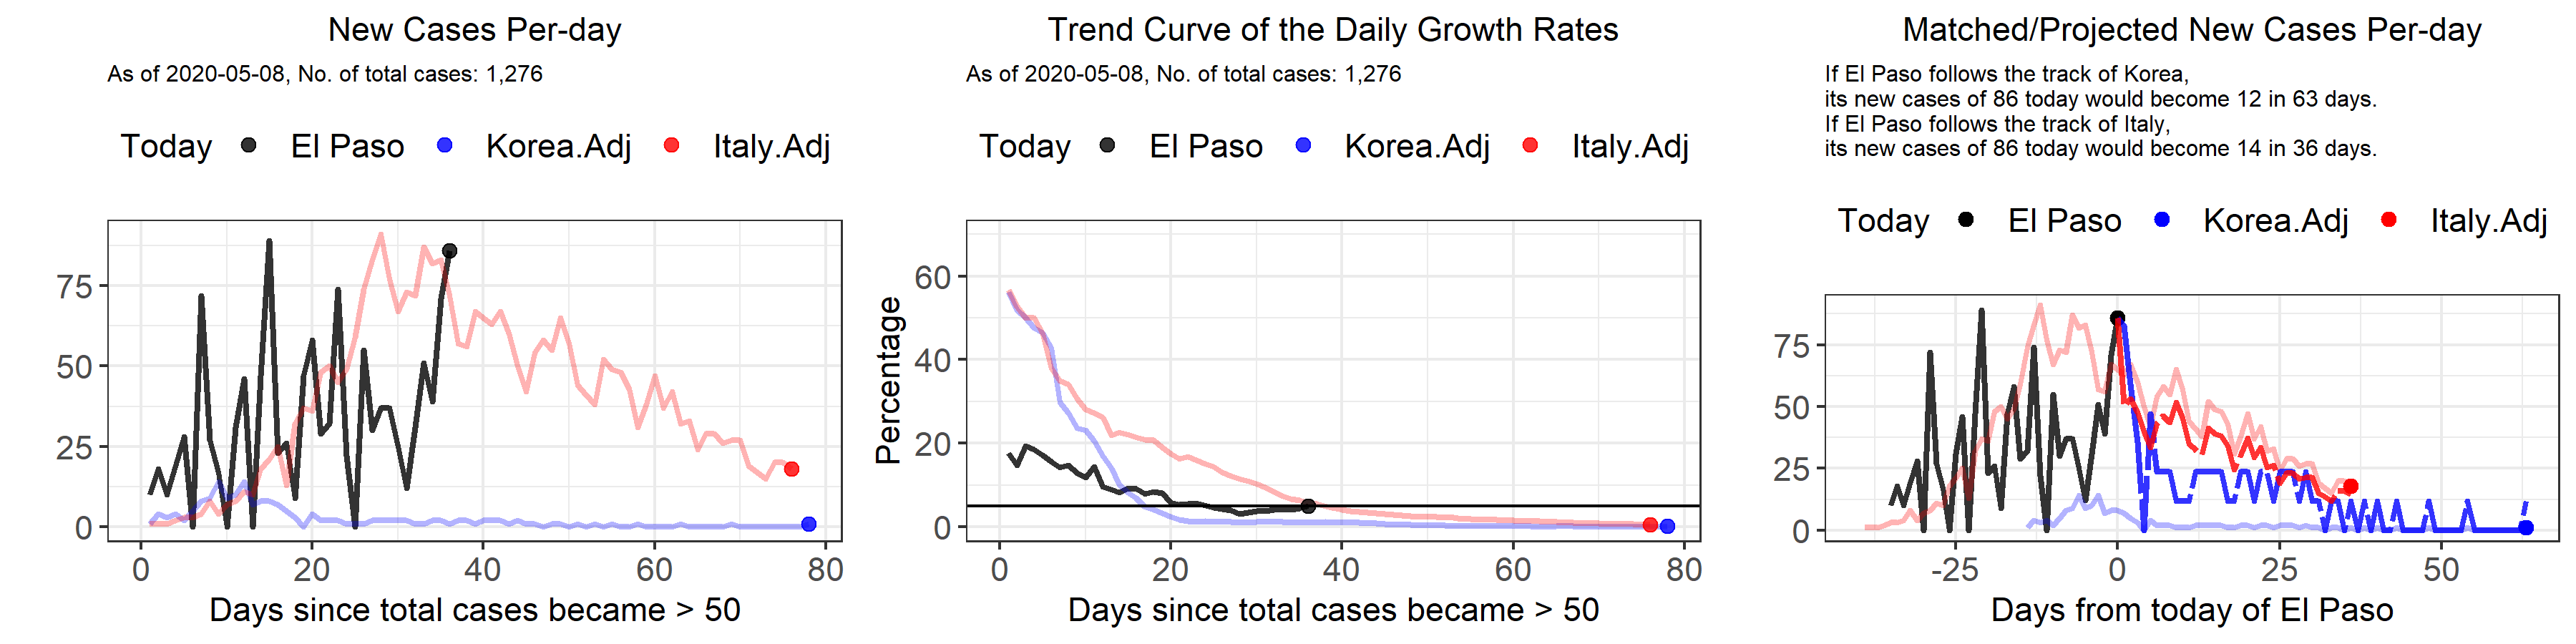 New Cases Per-day
As of 2020-05-08, No. of total cases: 1,276
Today El Paso Korea.Adj Italy.Adj
75
50
25
0
0 20 40 60 80
Days since total cases became > 50
Trend Curve of the Daily Growth Rates
As of 2020-05-08, No. of total cases: 1,276
Today El Paso Korea.Adj Italy.Adj
Percentage
60
40
20
0
0 20 40 60 80
Days since total cases became > 50
Matched/Projected New Cases Per-day
If El Paso follows the track of Korea,
its new cases of 86 today would become 12 in 63 days.
If El Paso follows the track of Italy,
its new cases of 86 today would become 14 in 36 days.
Today El Paso Korea.Adj Italy.Adj
75
50
25
0
-25 0 25 50
Days from today of El Paso